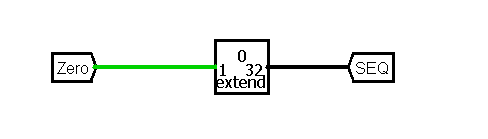 Zero
0
1 32
extend
SEQ